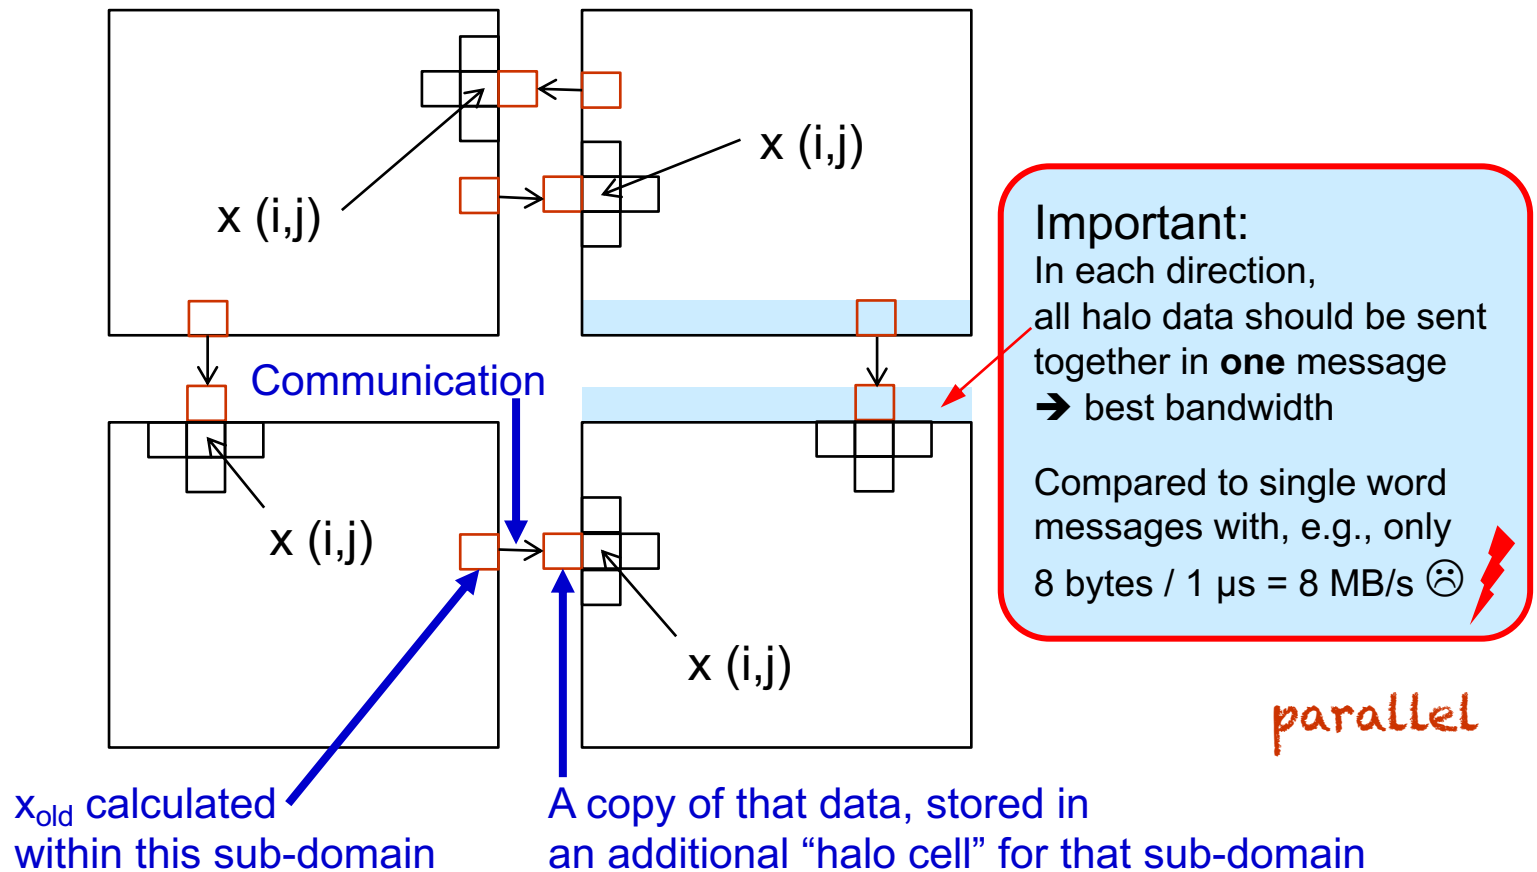 x (i,j)
x (i,j)
Important:
In each direction,
all halo data should be sent
together in one message
➔ best bandwidth
Compared to single word
messages with, e.g., only
8 bytes / 1 µs = 8 MB/s ☹
Communication
x (i,j)
x (i,j)
parallel
xold calculated
within this sub-domain
A copy of that data, stored in
an additional “halo cell” for that sub-domain